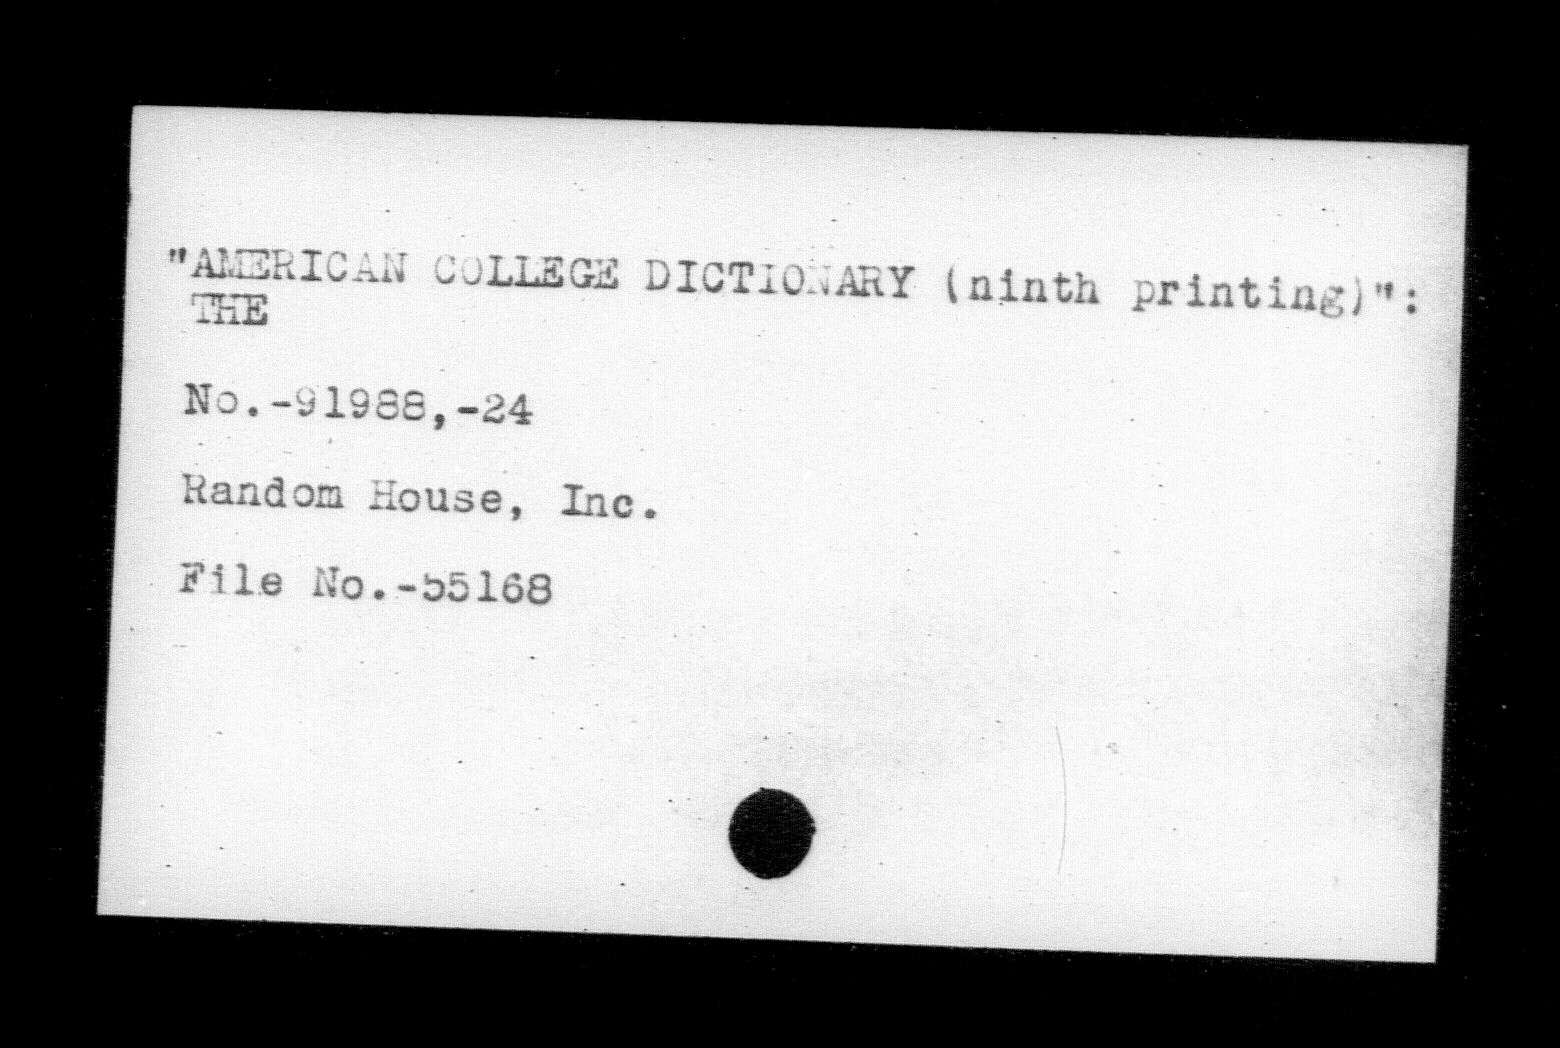 "AMERICAN COLLEGE DICTIONARY (ninth printing)":
THE
No.-91988,-24
Random House, Inc.
File No.-55168